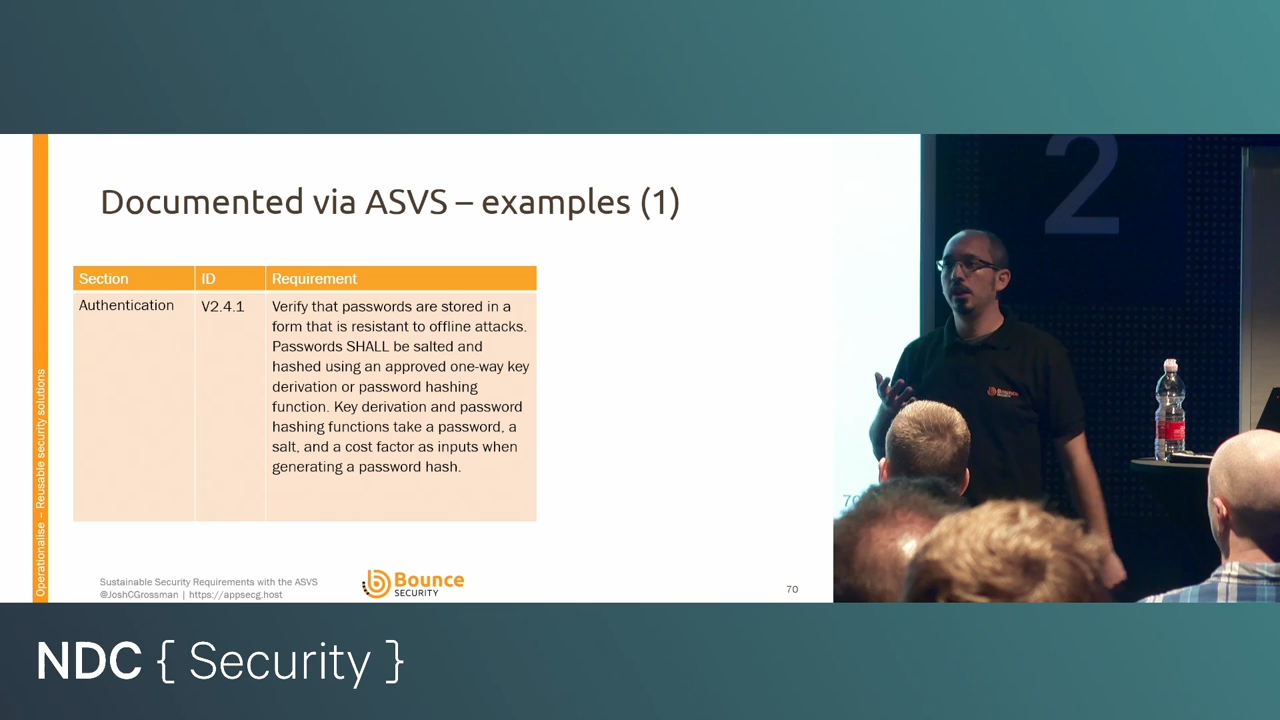 2
Documented via ASVS – examples (1)
Section ID Requirement
Authentication V2.4.1 Verify that passwords are stored in a
form that is resistant to offline attacks.
Passwords SHALL be salted and
hashed using an approved one-way key
derivation or password hashing
function. Key derivation and password
hashing functions take a password, a
salt, and a cost factor as inputs when
generating a password hash.
Operationalise – Reusable security solutions
Sustainable Security Requirements with the ASVS
@JoshCGrossman | https://appsecg.host
Bounce
SECURITY
70
Bounce
SECURITY
70
NDC { Security }